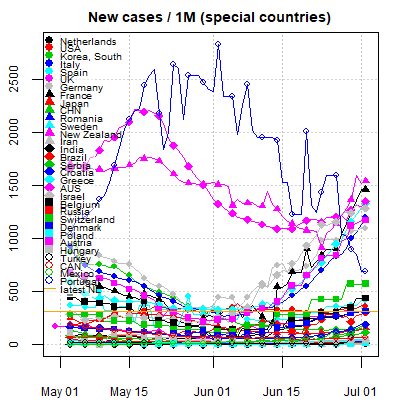 New cases / 1M (special countries)
2500
2000
1500
1000
500
0
Netherlands
USA
Korea, South
Italy
Spain
UK
Germany
France
Japan
CHN
Romania
Sweden
New Zealand
Iran
India
Brazil
Serbia
Croatia
Greece
AUS
Israel
Belgium
Russia
Switzerland
Denmark
Poland
Austria
Hungary
Turkey
CAN
Mexico
Portugal
latest
May 01
May 15
Jun 01
Jun 15
Jul 01